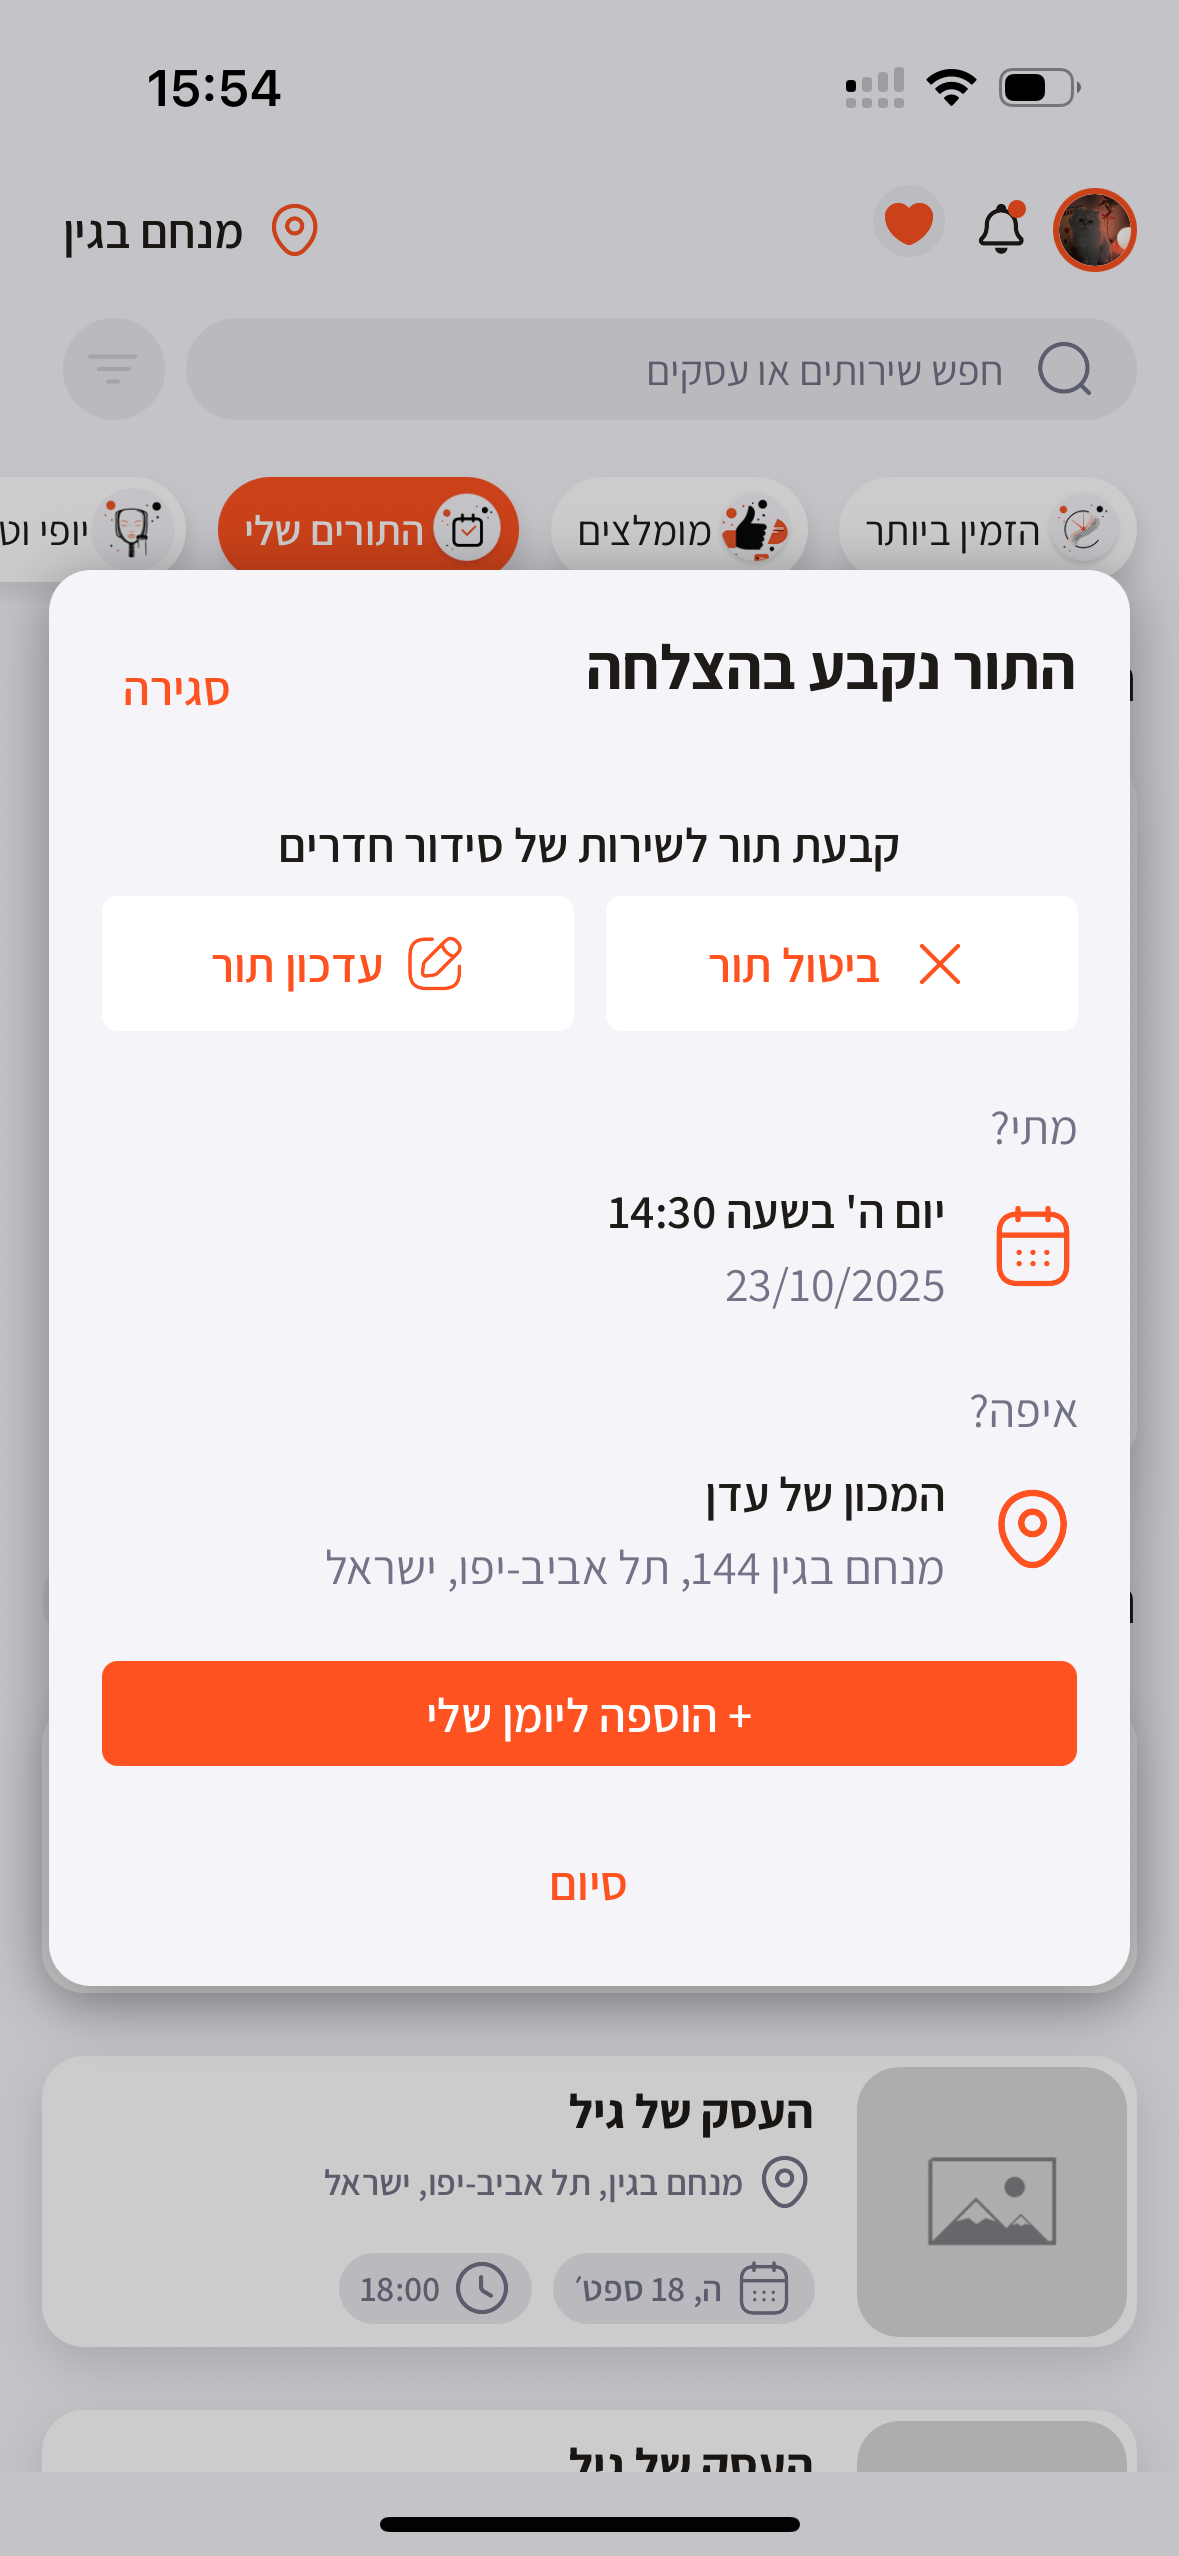 15:54
מנחם בגין
חפש שירותים או עסקים
הזמין ביותר
מומלצים
התורים שלי
יופי וט
התור נקבע בהצלחה
סגירה
קבעת תור לשירות של סידור חדרים
ביטול תור
עדכון תור
מתי?
יום ה' בשעה 14:30
23/10/2025
איפה?
המכון של עדן
מנחם בגין 144, תל אביב-יפו, ישראל
+ הוספה ליומן שלי
סיום
העסק של גיל
מנחם בגין, תל אביב-יפו, ישראל
ה, 18 ספט׳
18:00
העסק של גיל